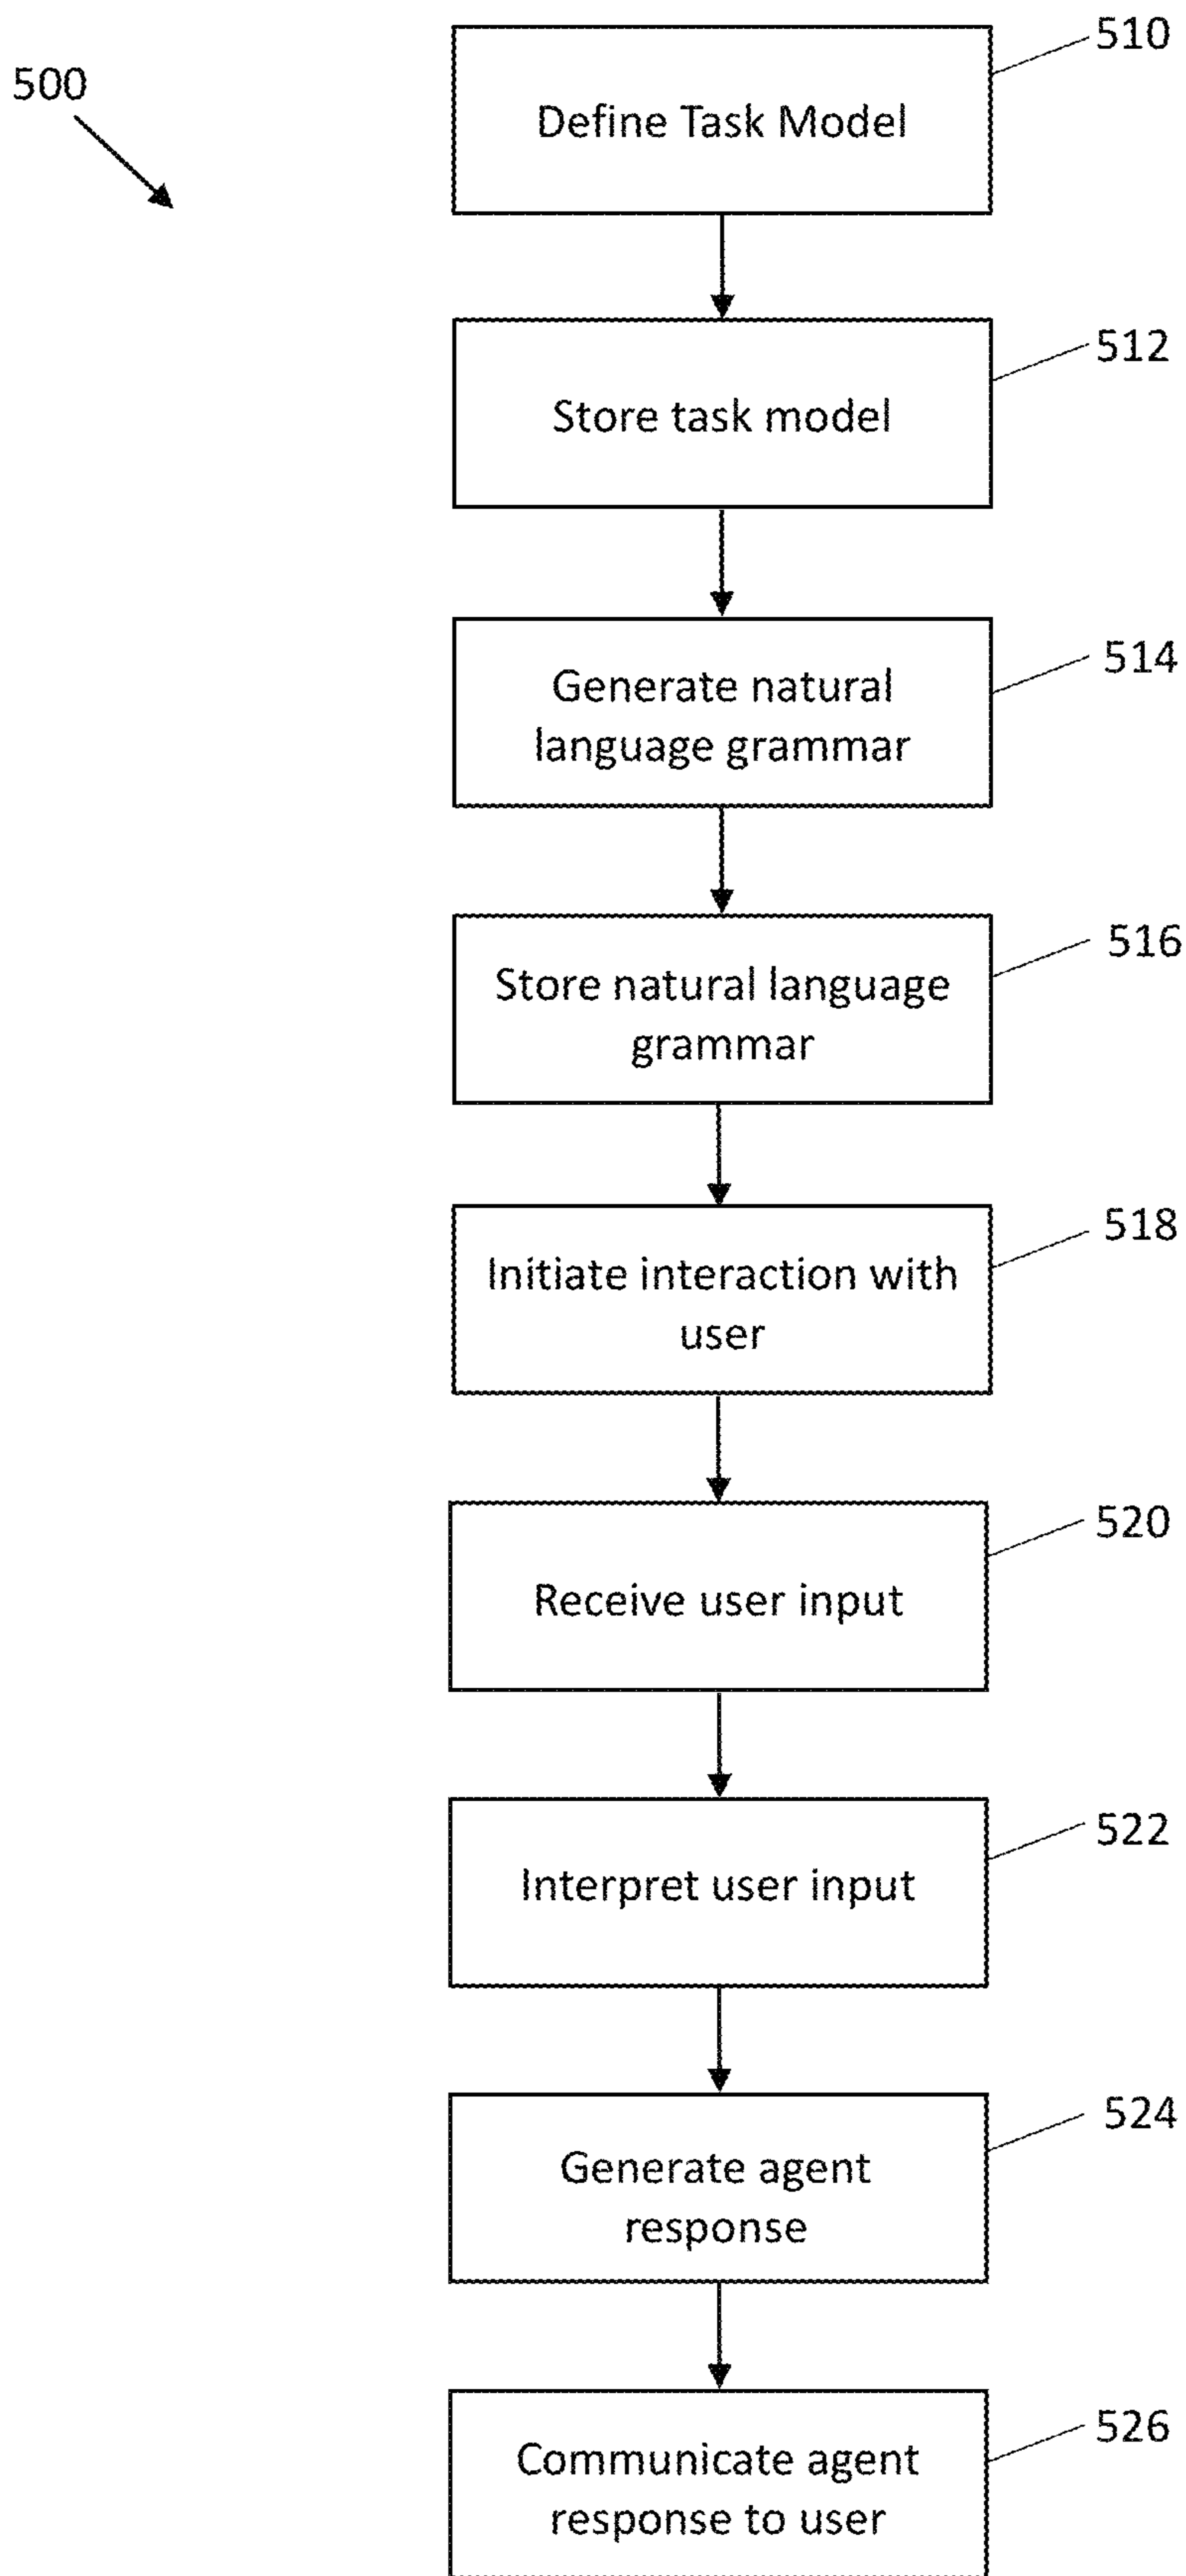 510
500
Define Task Model
512
Store task model
514
Generate natural
language grammar
516
Store natural language
grammar
518
Initiate interaction with
user
520
Receive user input
522
Interpret user input
524
Generate agent
response
526
Communicate agent
response to user